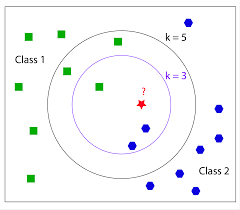 k = 5
Class 1
k = 3
?
Class 2